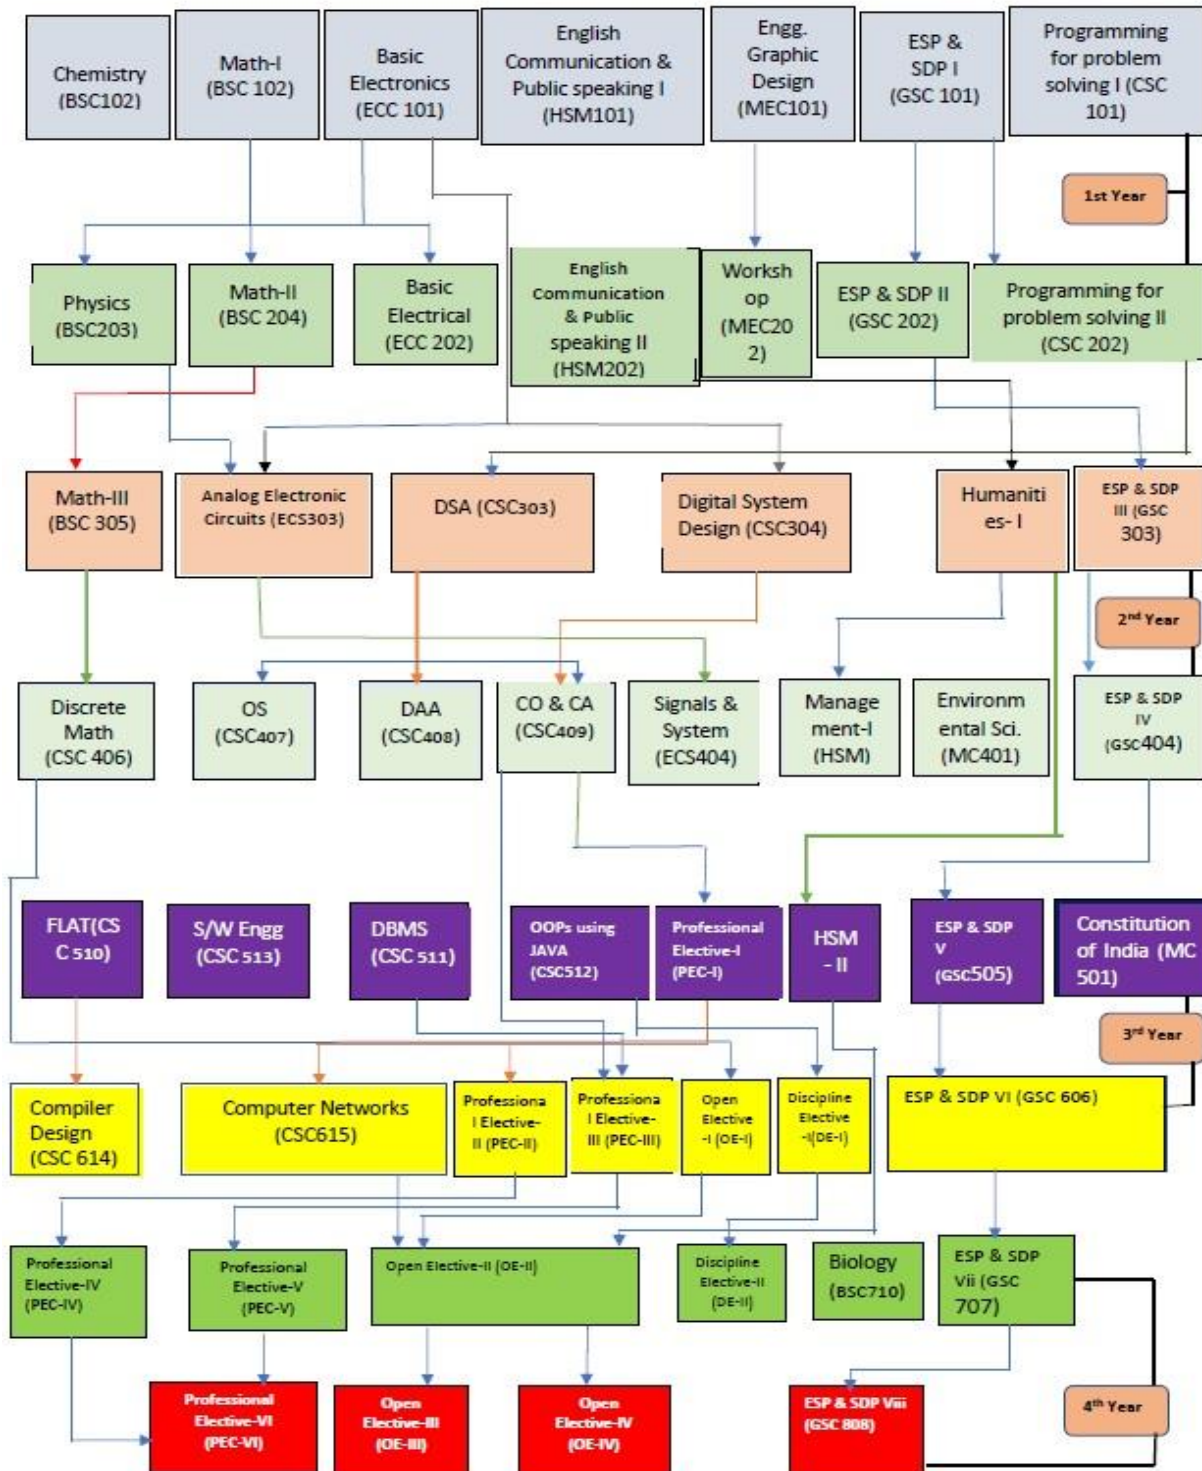 Chemistry
(BSC102)
Math-I
(BSC 102)
Basic
Electronics
(ECC 101)
English
Communication &
Public speaking I
(HSM101)
Engg.
Graphic
Design
(MEC101)
ESP &
SDP I
(GSC 101)
Programming
for problem
solving I (CSC
101)
1st Year
Physics
(BSC203)
Math-II
(BSC 204)
Basic
Electrical
(ECC 202)
English
Communication
& Public
speaking II
(HSM202)
Worksh
op
(MEC20
2)
ESP & SDP II
(GSC 202)
Programming for
problem solving II
(CSC 202)
Math-III
(BSC 305)
Analog Electronic
Circuits (ECS303)
DSA (CSC303)
Digital System
Design (CSC304)
Humaniti
es- I
ESP & SDP
III (GSC
303)
2nd Year
Discrete
Math
(CSC 406)
OS
(CSC407)
DAA
(CSC408)
CO & CA
(CSC409)
Signals &
System
(ECS404)
Manage
ment-I
(HSM)
Environm
ental Sci.
(MC401)
ESP & SDP
IV
(GSC404)
FLAT(CS
C 510)
S/W Engg
(CSC 513)
DBMS
(CSC 511)
OOPs using
JAVA
(CSC512)
Professional
Elective-I
(PEC-I)
HSM
- II
ESP & SDP
V
(GSC505)
Constitution
of India (MC
501)
3rd Year
Compiler
Design
(CSC 614)
Computer Networks
(CSC615)
Professiona
l Elective-
II (PEC-II)
Professiona
l Elective-
III (PEC-III)
Open
Elective
-I (OE-I)
Discipline
Elective
-I(DE-I)
ESP & SDP VI (GSC 606)
Professional
Elective-IV
(PEC-IV)
Professional
Elective-V
(PEC-V)
Open Elective-II (OE-II)
Discipline
Elective-II
(DE-II)
Biology
(BSC710)
ESP & SDP
Vii (GSC
707)
Professional
Elective-VI
(PEC-VI)
Open
Elective-III
(OE-III)
Open
Elective-IV
(OE-IV)
ESP & SDP Viii
(GSC 808)
4th Year